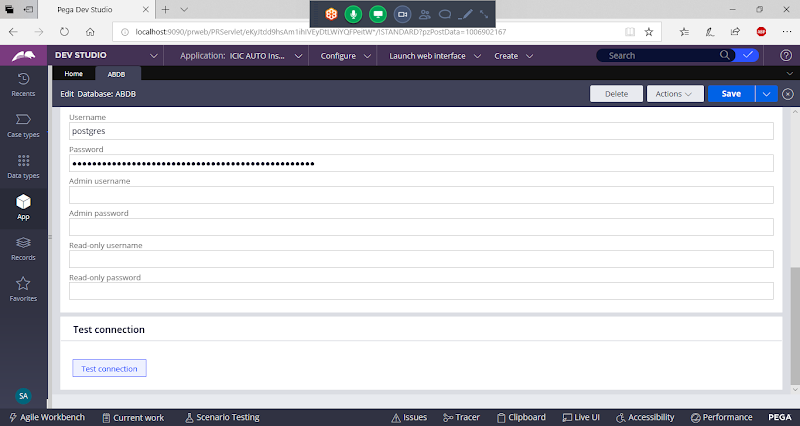 Pega Dev Studio
localhost:9090/prweb/PRServlet/eKyJtdd9hsAm1ihIVEyDtLWiYQFPeitW*/!STANDARD?pzPostData=1006902167
DEV STUDIO
Application: ICIC AUTO Ins...
Configure
Launch web interface
Create
Search
Recents
Case types
Data types
App
Records
Favorites
SA
Home
ABDB
Edit Database: ABDB
Delete
Actions
Save
Username
postgres
Password
Admin username
Admin password
Read-only username
Read-only password
Test connection
Test connection
Agile Workbench
Current work
Scenario Testing
Issues
Tracer
Clipboard
Live UI
Accessibility
Performance
PEGA